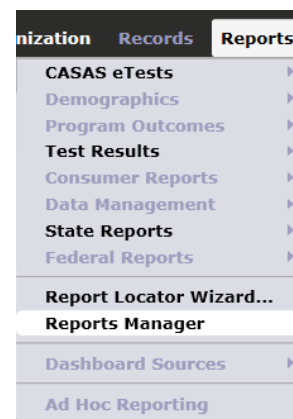 nization Records Reports
CASAS eTests
Demographics
Program Outcomes
Test Results
Consumer Reports
Data Management
State Reports
Federal Reports
Report Locator Wizard...
Reports Manager
Dashboard Sources
Ad Hoc Reporting